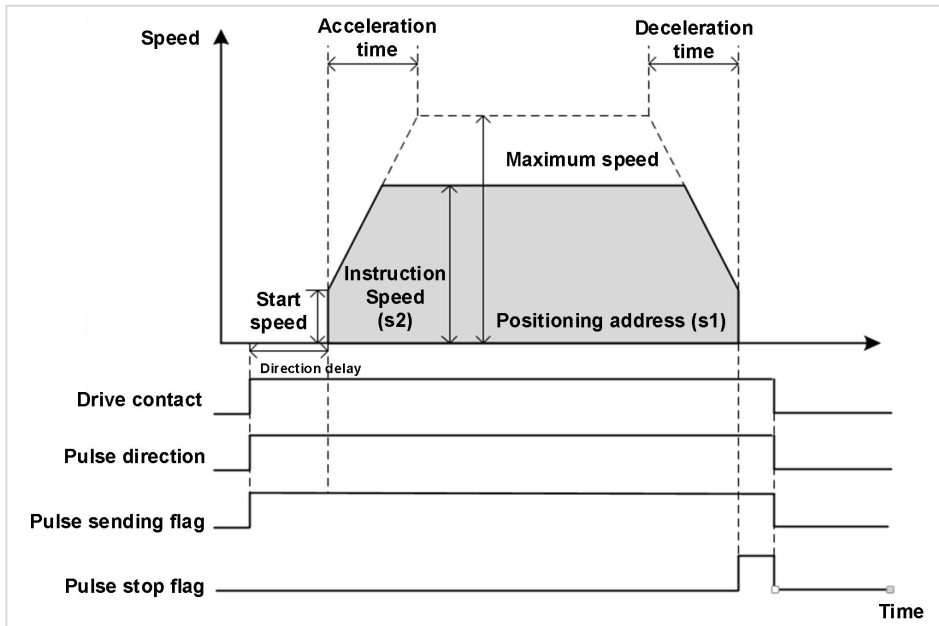 Acceleration
time
Deceleration
time
Speed
Maximum speed
Instruction
Speed
(s2)
Start
speed
Positioning address (s1)
Direction delay
Drive contact
Pulse direction
Pulse sending flag
Pulse stop flag
Time